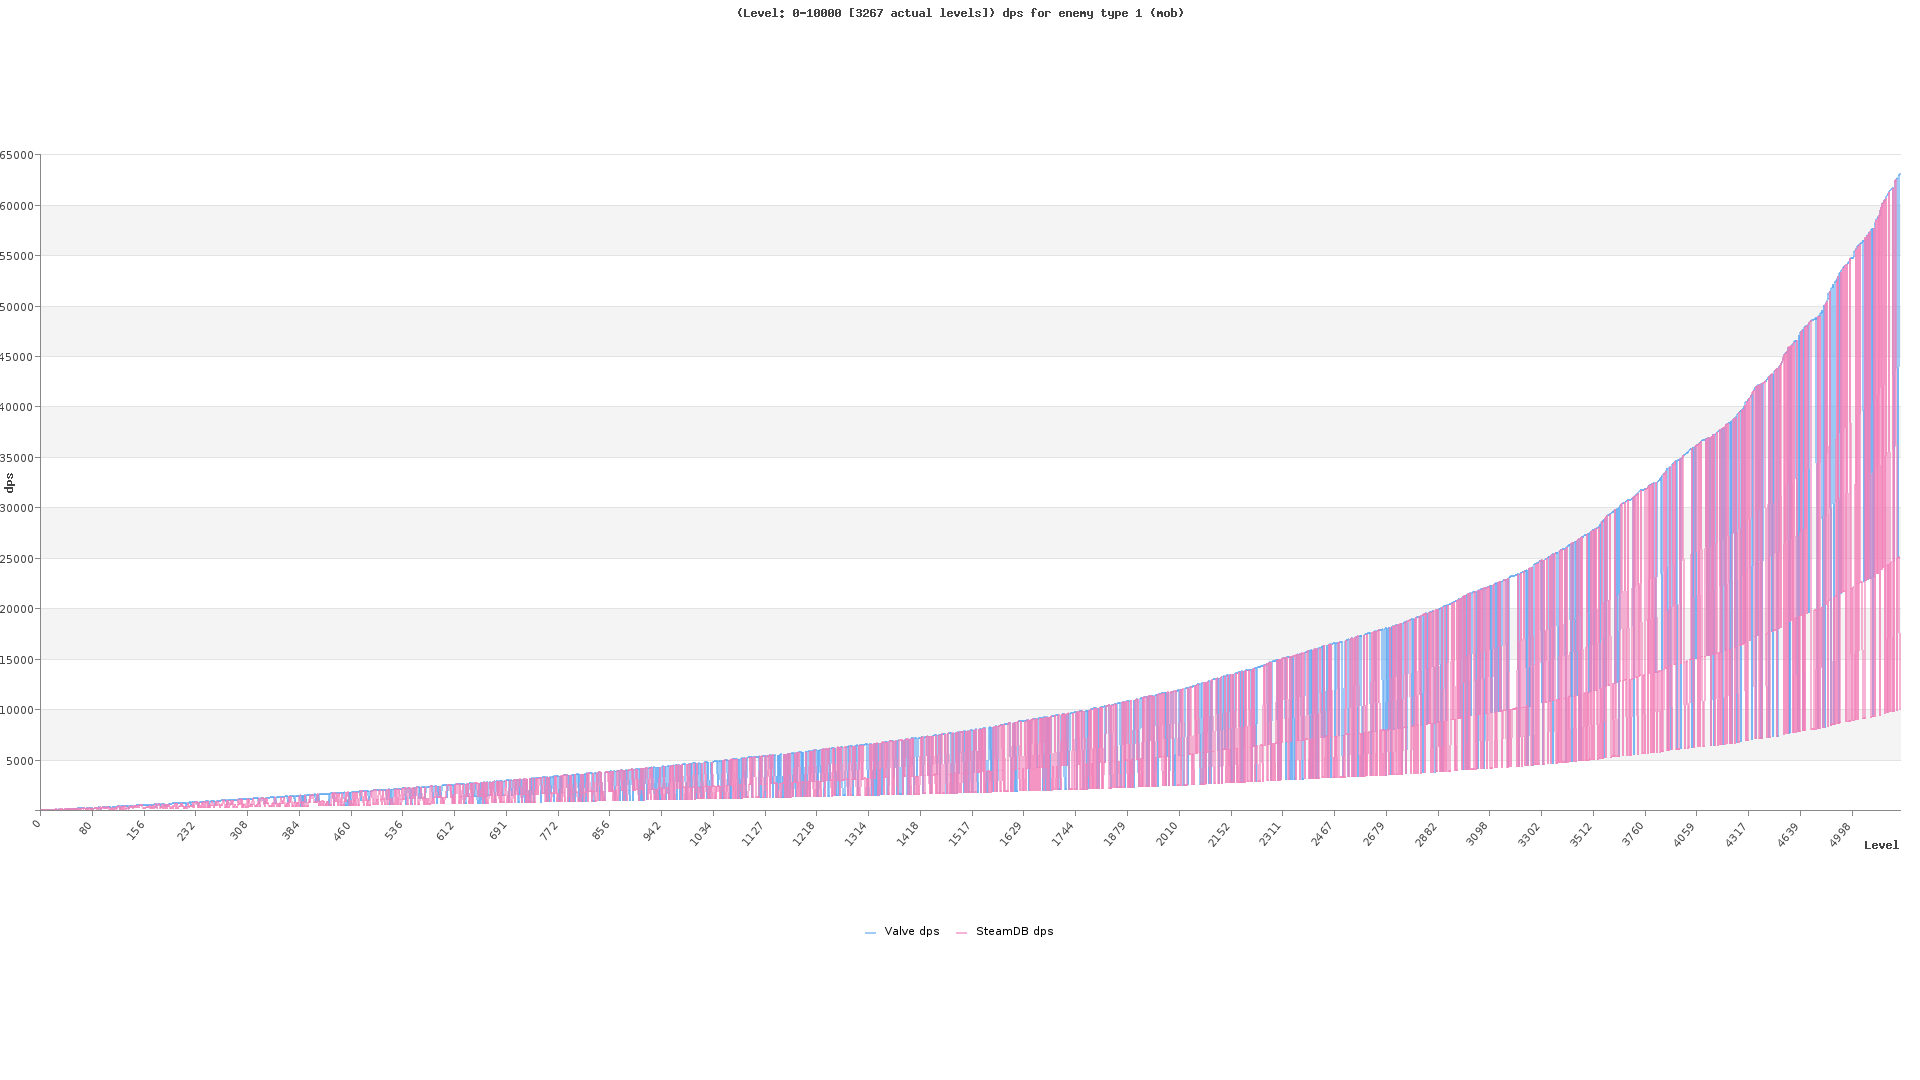 (Level: 0-10000 [3267 actual levels]) dps for enemy type 1 (mob)
65000
60000
55000
50000
45000
40000
35000
dps
30000
25000
20000
15000
10000
5000
0 80 156 232 308 384 460 536 612 691 772 856 942 1034 1127 1218 1314 1418 1517 1629 1744 1879 2010 2152 2311 2467 2679 2882 3098 3302 3512 3760 4059 4317 4639 4998
Level
Valve dps SteamDB dps